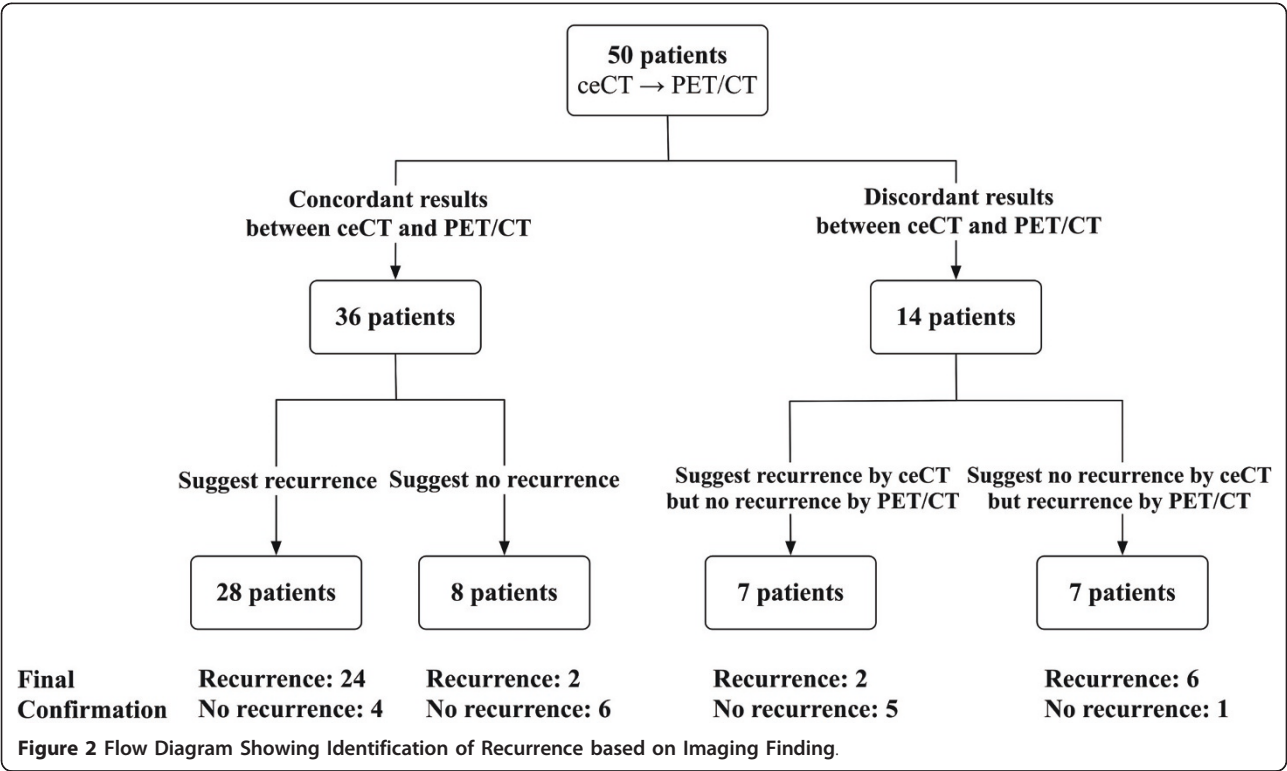 50 patients
ceCT → PET/CT
Concordant results
between ceCT and PET/CT
Discordant results
between ceCT and PET/CT
36 patients
14 patients
Suggest recurrence
Suggest no recurrence
Suggest recurrence by ceCT
but no recurrence by PET/CT
Suggest no recurrence by ceCT
but recurrence by PET/CT
28 patients
8 patients
7 patients
7 patients
Final
Confirmation
Recurrence: 24
No recurrence: 4
Recurrence: 2
No recurrence: 6
Recurrence: 2
No recurrence: 5
Recurrence: 6
No recurrence: 1
Figure 2 Flow Diagram Showing Identification of Recurrence based on Imaging Finding.